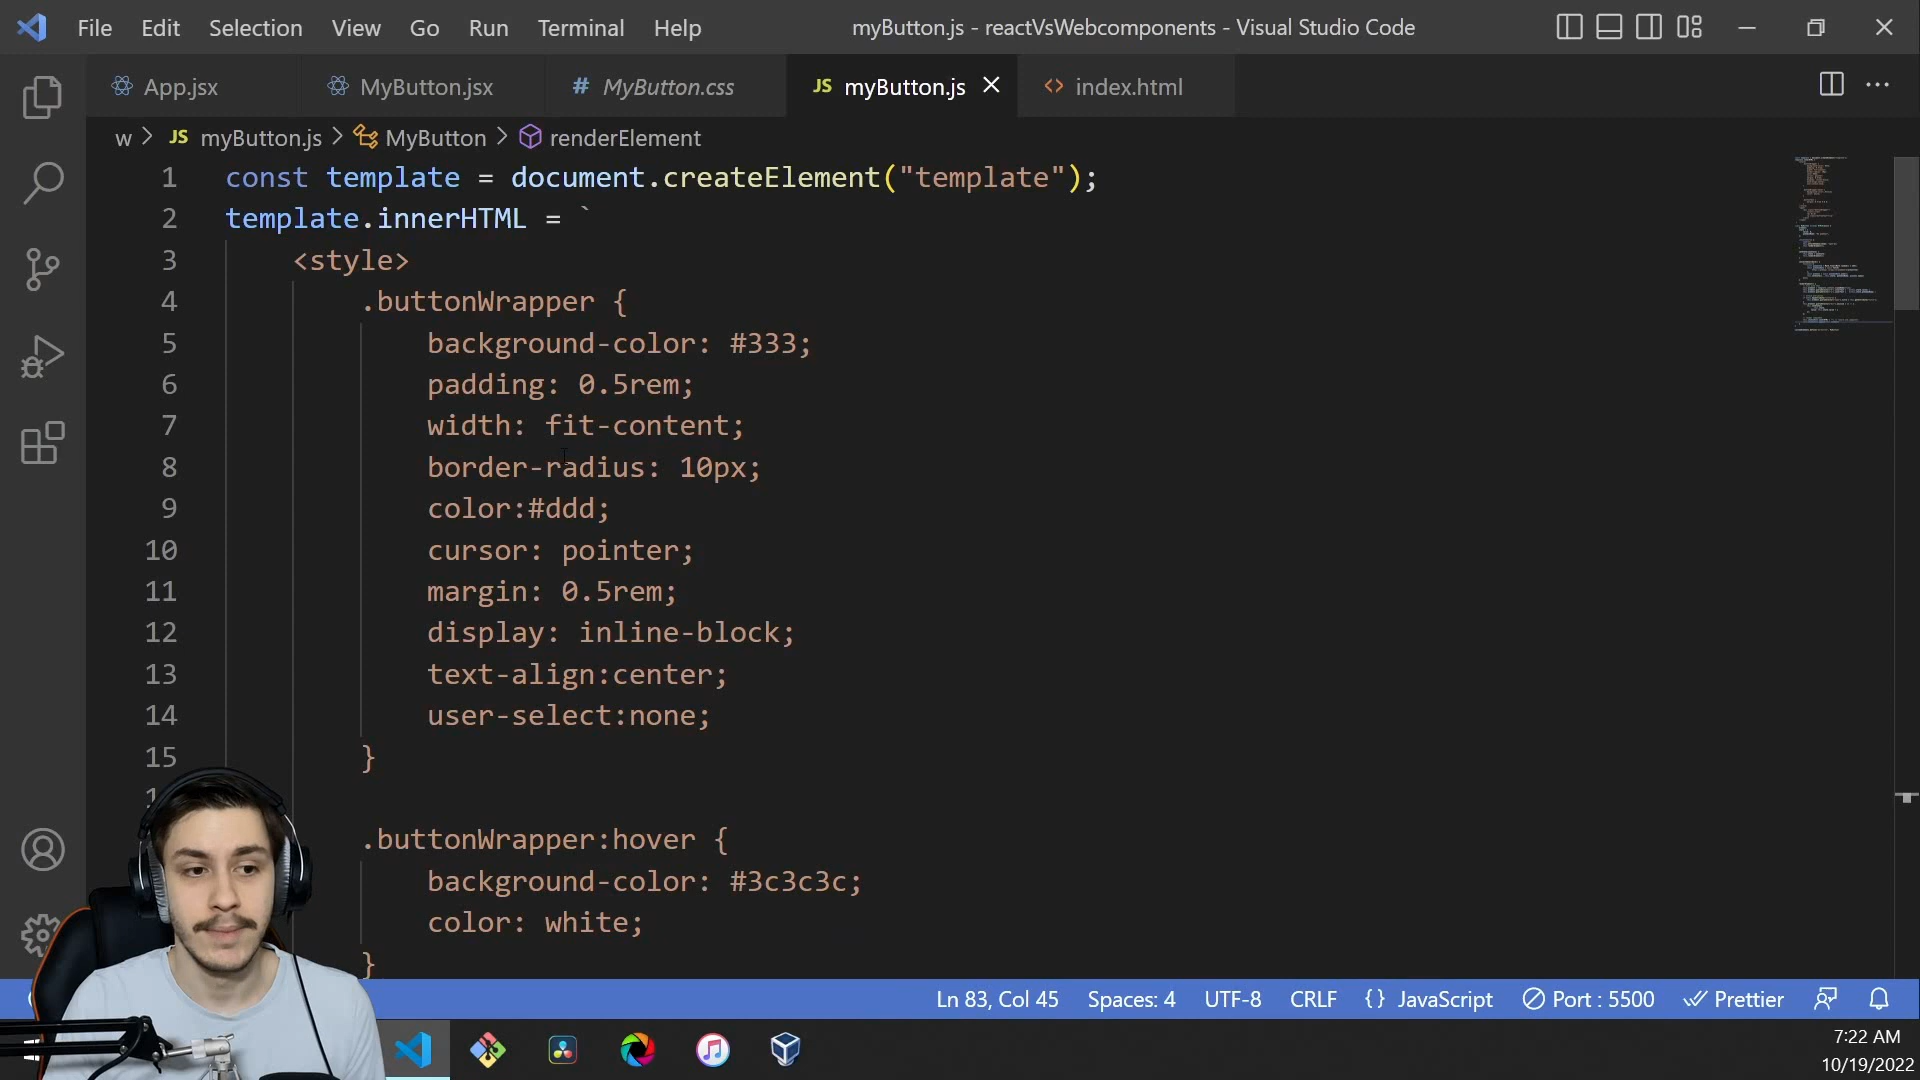 File Edit Selection View Go Run Terminal Help myButton.js - reactVsWebcomponents - Visual Studio Code
App.jsx MyButton.jsx # MyButton.css JS myButton.js <> index.html
w > JS myButton.js > MyButton > renderElement
1 const template = document.createElement("template");
2 template.innerHTML = `
3 <style>
4 .buttonWrapper {
5 background-color: #333;
6 padding: 0.5rem;
7 width: fit-content;
8 border-radius: 10px;
9 color:#ddd;
10 cursor: pointer;
11 margin: 0.5rem;
12 display: inline-block;
13 text-align:center;
14 user-select:none;
15 }
.buttonWrapper:hover {
background-color: #3c3c3c;
color: white;
}
Ln 83, Col 45 Spaces: 4 UTF-8 CRLF {} JavaScript Port : 5500 Prettier
7:22 AM
10/19/2022